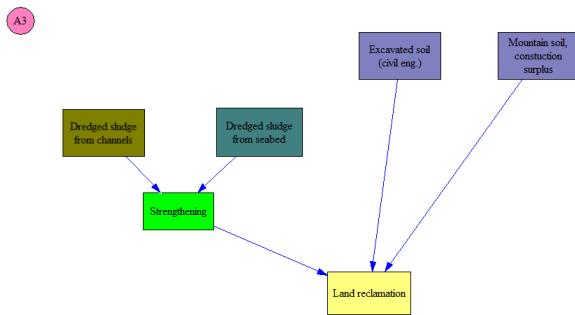 A3
Excavated soil
(civil eng.)
Mountain soil,
constuction
surplus
Dredged sludge
from channels
Dredged sludge
from seabed
Strengthening
Land reclamation